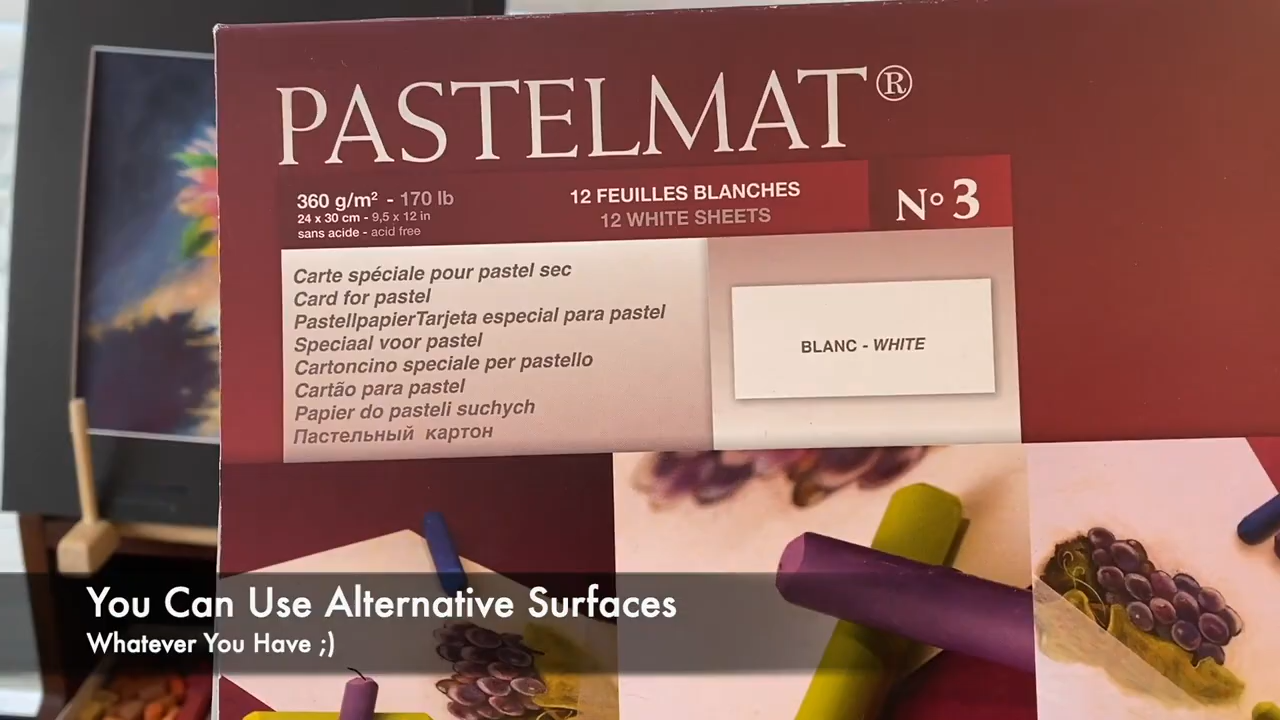 PASTELMAT®
360 g/m² - 170 lb
24 x 30 cm - 9,5 x 12 in
sans acide - acid free
12 FEUILLES BLANCHES
12 WHITE SHEETS
N° 3
Carte spéciale pour pastel sec
Card for pastel
PastellpapierTarjeta especial para pastel
Speciaal voor pastel
Cartoncino speciale per pastello
Cartão para pastel
Papier do pasteli suchych
Пастельный картон
BLANC - WHITE
You Can Use Alternative Surfaces
Whatever You Have ;)